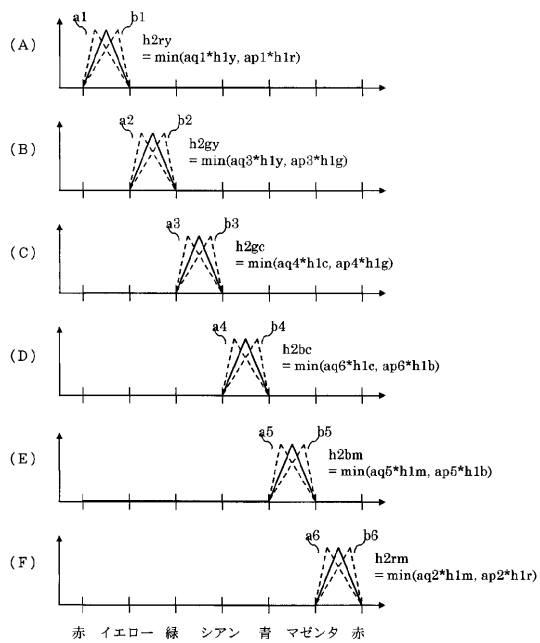 a1 b1
(A) h2ry
= min(aq1*h1y, ap1*h1r)
a2 b2
(B) h2gy
= min(aq3*h1y, ap3*h1g)
a3 b3
(C) h2gc
= min(aq4*h1c, ap4*h1g)
a4 b4
(D) h2bc
= min(aq6*h1c, ap6*h1b)
a5 b5
(E) h2bm
= min(aq5*h1m, ap5*h1b)
a6 b6
(F) h2rm
= min(aq2*h1m, ap2*h1r)
赤 イエロー 緑 シアン 青 マゼンタ 赤